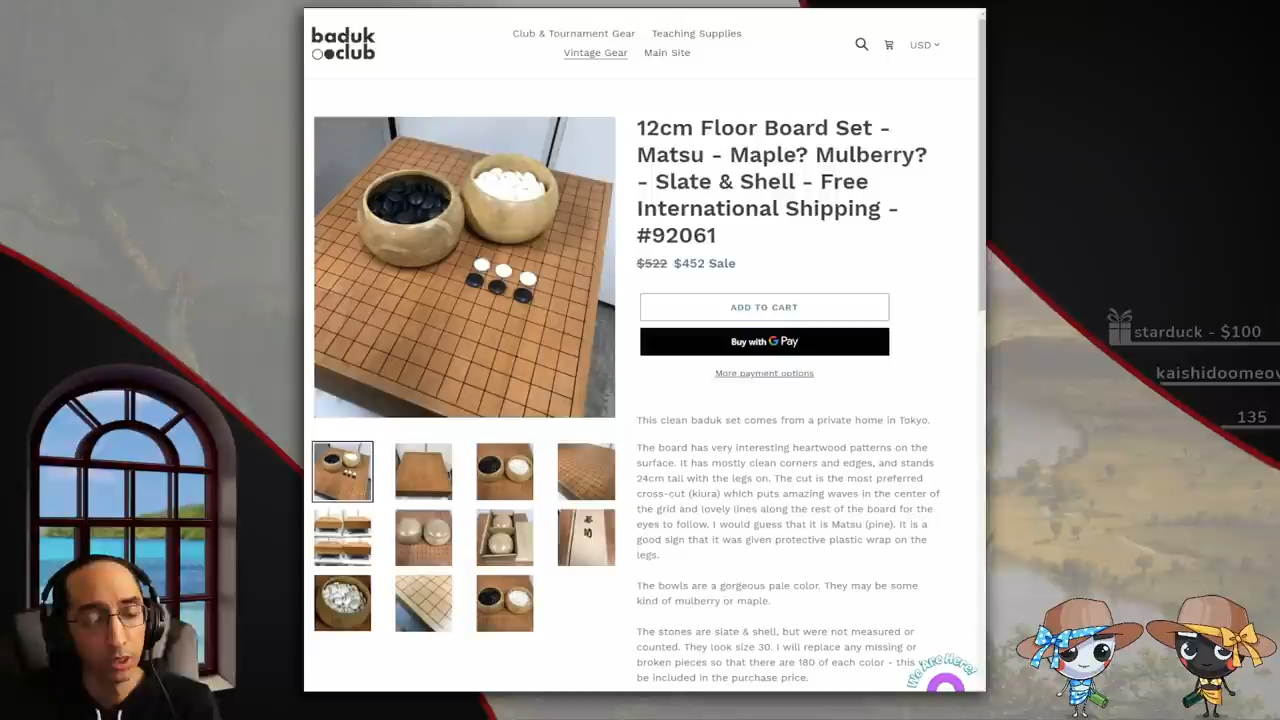 baduk
club
Club & Tournament Gear
Teaching Supplies
Vintage Gear
Main Site
USD
12cm Floor Board Set -
Matsu - Maple? Mulberry?
- Slate & Shell - Free
International Shipping -
#92061
$522 $452 Sale
ADD TO CART
Buy with G Pay
More payment options
This clean baduk set comes from a private home in Tokyo.
The board has very interesting heartwood patterns on the
surface. It has mostly clean corners and edges, and stands
24cm tall with the legs on. The cut is the most preferred
cross-cut (kiura) which puts amazing waves in the center of
the grid and lovely lines along the rest of the board for the
eyes to follow. I would guess that it is Matsu (pine). It is a
good sign that it was given protective plastic wrap on the
legs.
The bowls are a gorgeous pale color. They may be some
kind of mulberry or maple.
The stones are slate & shell, but were not measured or
counted. They look size 30. I will replace any missing or
broken pieces so that there are 180 of each color - this
be included in the purchase price.
We Are Here!
starduck - $100
kaishidoomeov
135